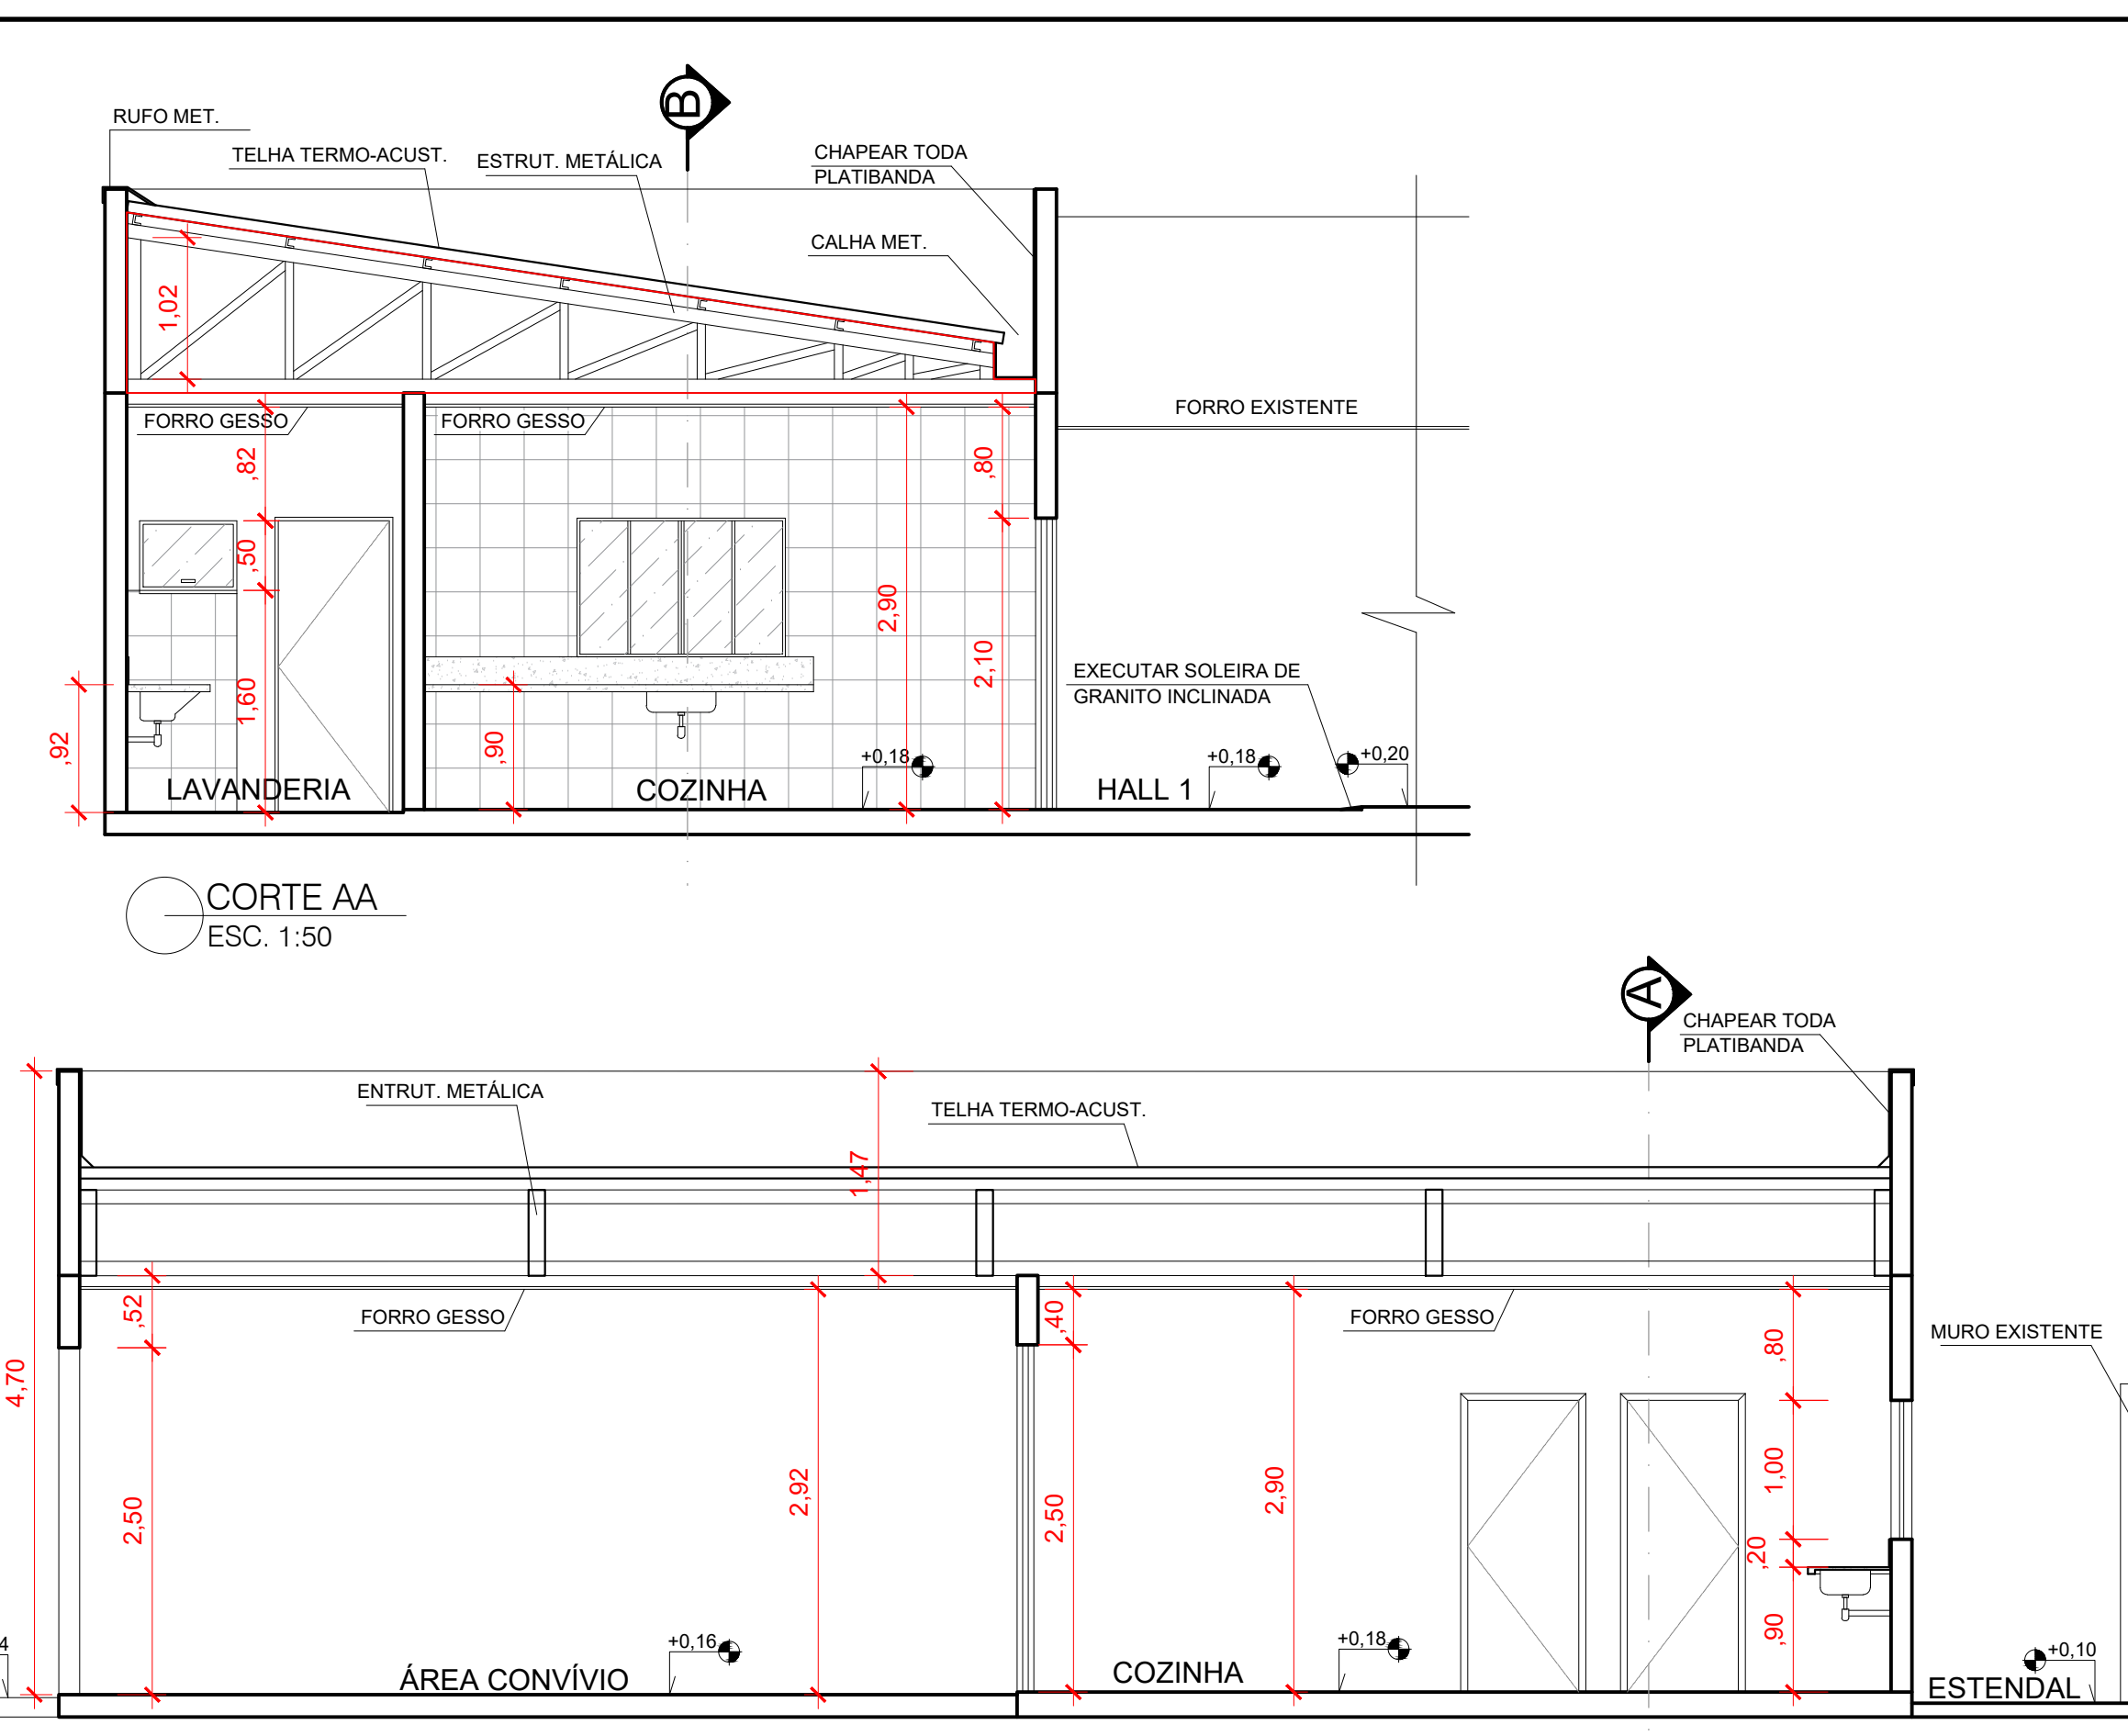 B
RUFO MET.
TELHA TERMO-ACUST.
ESTRUT. METÁLICA
CHAPEAR TODA
PLATIBANDA
CALHA MET.
1,02
FORRO GESSO
FORRO GESSO
FORRO EXISTENTE
,82
,80
,50
2,90
2,10
1,60
,92
,90
EXECUTAR SOLEIRA DE
GRANITO INCLINADA
+0,18
+0,18
+0,20
LAVANDERIA
COZINHA
HALL 1
CORTE AA
ESC. 1:50
A
CHAPEAR TODA
PLATIBANDA
ENTRUT. METÁLICA
TELHA TERMO-ACUST.
1,47
,52
FORRO GESSO
,40
FORRO GESSO
,80
MURO EXISTENTE
4,70
2,50
2,92
2,50
2,90
1,00
,20
,90
4
+0,16
+0,18
+0,10
ÁREA CONVÍVIO
COZINHA
ESTENDAL